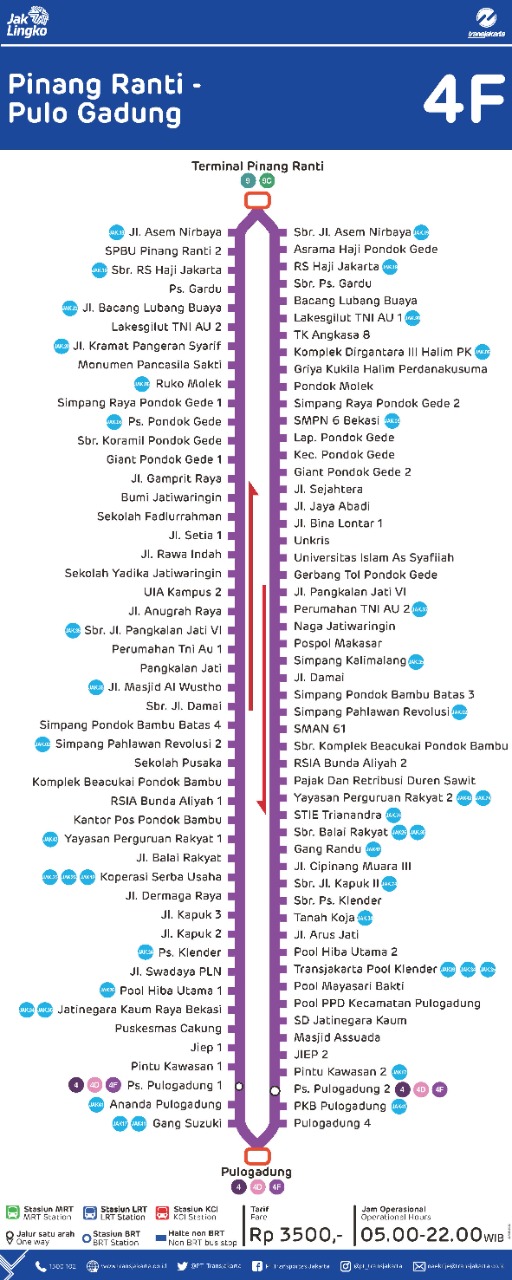 Jak
Lingko
transjakarta
Pinang Ranti -
Pulo Gadung
4F
Terminal Pinang Ranti
9 9C
Jl. Asem Nirbaya
SPBU Pinang Ranti 2
Sbr. RS Haji Jakarta
Ps. Gardu
Jl. Bacang Lubang Buaya
Lakesgilut TNI AU 2
Jl. Kramat Pangeran Syarif
Monumen Pancasila Sakti
Ruko Molek
Simpang Raya Pondok Gede 1
Ps. Pondok Gede
Sbr. Koramil Pondok Gede
Giant Pondok Gede 1
Jl. Gamprit Raya
Bumi Jatiwaringin
Sekolah Fadlurrahman
Jl. Setia 1
Jl. Rawa Indah
Sekolah Yadika Jatiwaringin
UIA Kampus 2
Jl. Anugrah Raya
Sbr. Jl. Pangkalan Jati VI
Perumahan Tni Au 1
Pangkalan Jati
Jl. Masjid Al Wustho
Sbr. Jl. Damai
Simpang Pondok Bambu Batas 4
Simpang Pahlawan Revolusi 2
Sekolah Pusaka
Komplek Beacukai Pondok Bambu
RSIA Bunda Aliyah 1
Kantor Pos Pondok Bambu
Yayasan Perguruan Rakyat 1
Jl. Balai Rakyat
Koperasi Serba Usaha
Jl. Dermaga Raya
Jl. Kapuk 3
Jl. Kapuk 2
Ps. Klender
Jl. Swadaya PLN
Pool Hiba Utama 1
Jatinegara Kaum Raya Bekasi
Puskesmas Cakung
Jiep 1
Pintu Kawasan 1
4 4D 4F Ps. Pulogadung 1
Ananda Pulogadung
Gang Suzuki
Sbr. Jl. Asem Nirbaya
Asrama Haji Pondok Gede
RS Haji Jakarta
Sbr. Ps. Gardu
Bacang Lubang Buaya
Lakesgilut TNI AU 1
TK Angkasa 8
Komplek Dirgantara III Halim PK
Griya Kukila Halim Perdanakusuma
Pondok Molek
Simpang Raya Pondok Gede 2
SMPN 6 Bekasi
Lap. Pondok Gede
Kec. Pondok Gede
Giant Pondok Gede 2
Jl. Sejahtera
Jl. Jaya Abadi
Jl. Bina Lontar 1
Unkris
Universitas Islam As Syafiiah
Gerbang Tol Pondok Gede
Jl. Pangkalan Jati VI
Perumahan TNI AU 2
Naga Jatiwaringin
Pospol Makasar
Simpang Kalimalang
Jl. Damai
Simpang Pondok Bambu Batas 3
Simpang Pahlawan Revolusi
SMAN 61
Sbr. Komplek Beacukai Pondok Bambu
RSIA Bunda Aliyah 2
Pajak Dan Retribusi Duren Sawit
Yayasan Perguruan Rakyat 2
STIE Trianandra
Sbr. Balai Rakyat
Gang Randu
Jl. Cipinang Muara III
Sbr. Jl. Kapuk II
Sbr. Ps. Klender
Tanah Koja
Jl. Arus Jati
Pool Hiba Utama 2
Transjakarta Pool Klender
Pool Mayasari Bakti
Pool PPD Kecamatan Pulogadung
SD Jatinegara Kaum
Masjid Assuada
JIEP 2
Pintu Kawasan 2
Ps. Pulogadung 2 4 4D 4F
PKB Pulogadung
Pulogadung 4
Pulogadung
4 4D 4F
Stasiun MRT
MRT Station
Stasiun LRT
LRT Station
Stasiun KCI
KCI Station
Jalur satu arah
One way
Stasiun BRT
BRT Station
Halte non BRT
Non BRT bus stop
Tarif
Fare
Rp 3500,-
Jam Operasional
Operational Hours
05.00-22.00 WIB
1500 102
www.transjakarta.co.id
@PT_Transjakarta
PT Transportasi Jakarta
@pt_transjakarta